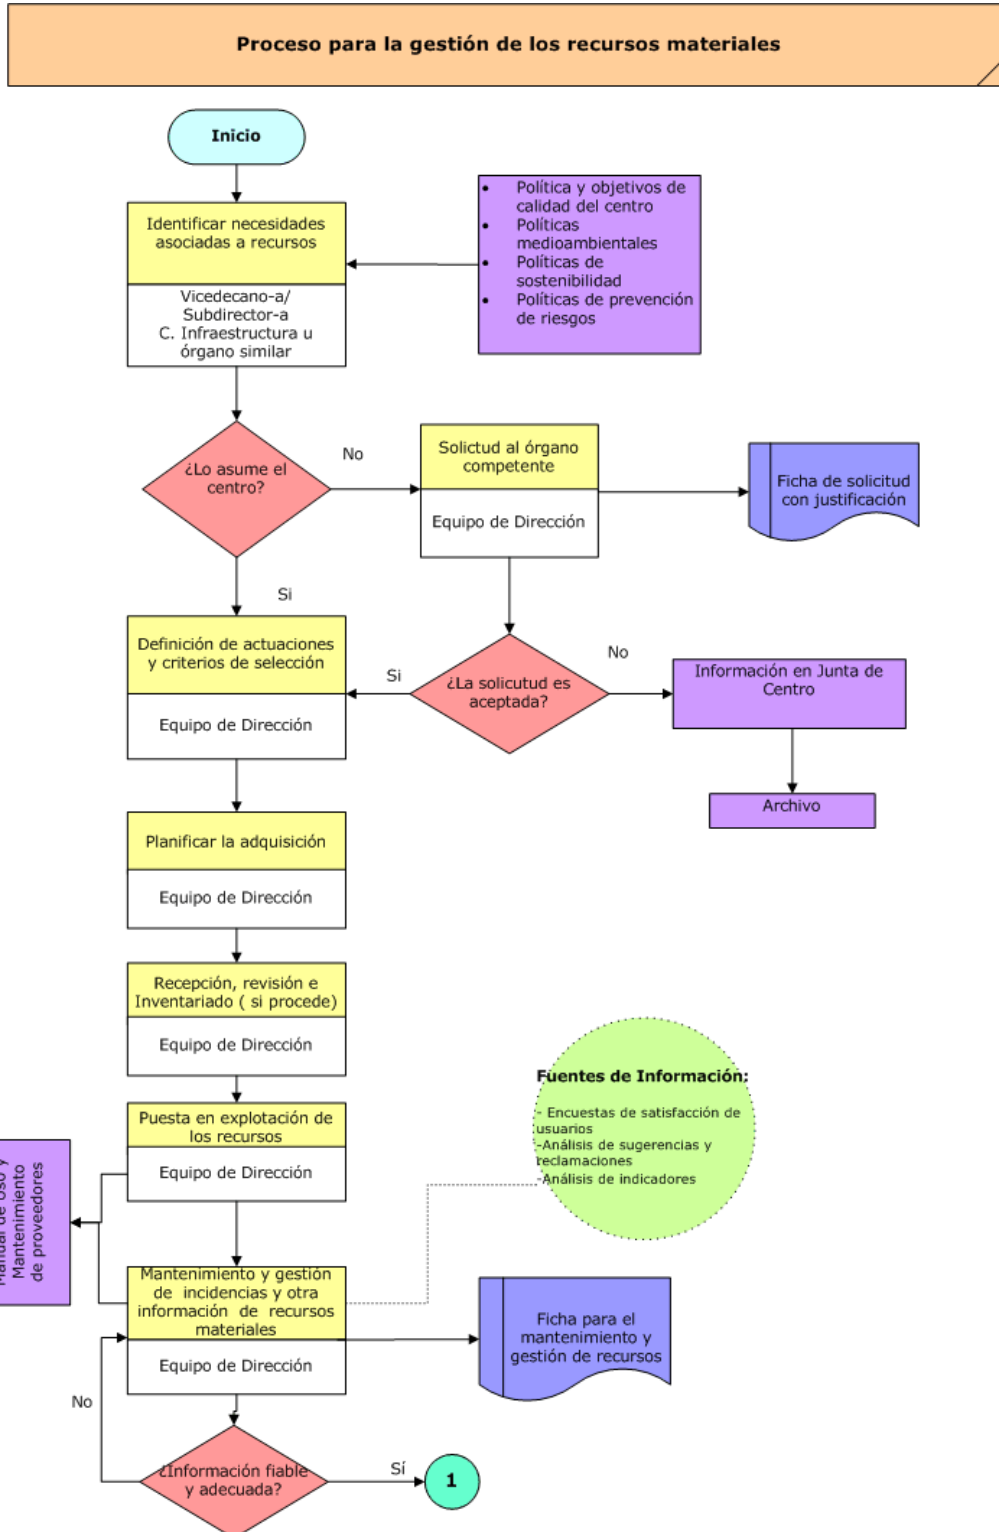 Proceso para la gestión de los recursos materiales
Inicio
Identificar necesidades
asociadas a recursos
Vicedecano-a/
Subdirector-a
C. Infraestructura u
órgano similar
• Política y objetivos de
calidad del centro
• Políticas
medioambientales
• Políticas de
sostenibilidad
• Políticas de prevención
de riesgos
¿Lo asume el
centro?
No
Solictud al órgano
competente
Equipo de Dirección
Ficha de solicitud
con justificación
Si
Definición de actuaciones
y criterios de selección
Equipo de Dirección
Si
¿La solicutud es
aceptada?
No
Información en Junta de
Centro
Archivo
Planificar la adquisición
Equipo de Dirección
Recepción, revisión e
Inventariado ( si procede)
Equipo de Dirección
Puesta en explotación de
los recursos
Equipo de Dirección
Fuentes de Información:
- Encuestas de satisfacción de
usuarios
-Análisis de sugerencias y
reclamaciones
-Análisis de indicadores
Manual de Uso y
Mantenimiento
de proveedores
Mantenimiento y gestión
de incidencias y otra
información de recursos
materiales
Equipo de Dirección
Ficha para el
mantenimiento y
gestión de recursos
No
¿Información fiable
y adecuada?
Sí
1